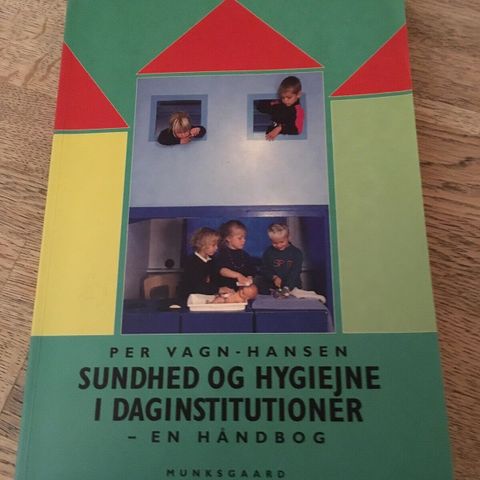 PER VAGN-HANSEN
SUNDHED OG HYGIEJNE
I DAGINSTITUTIONER
– EN HÅNDBOG
MUNKSGAARD